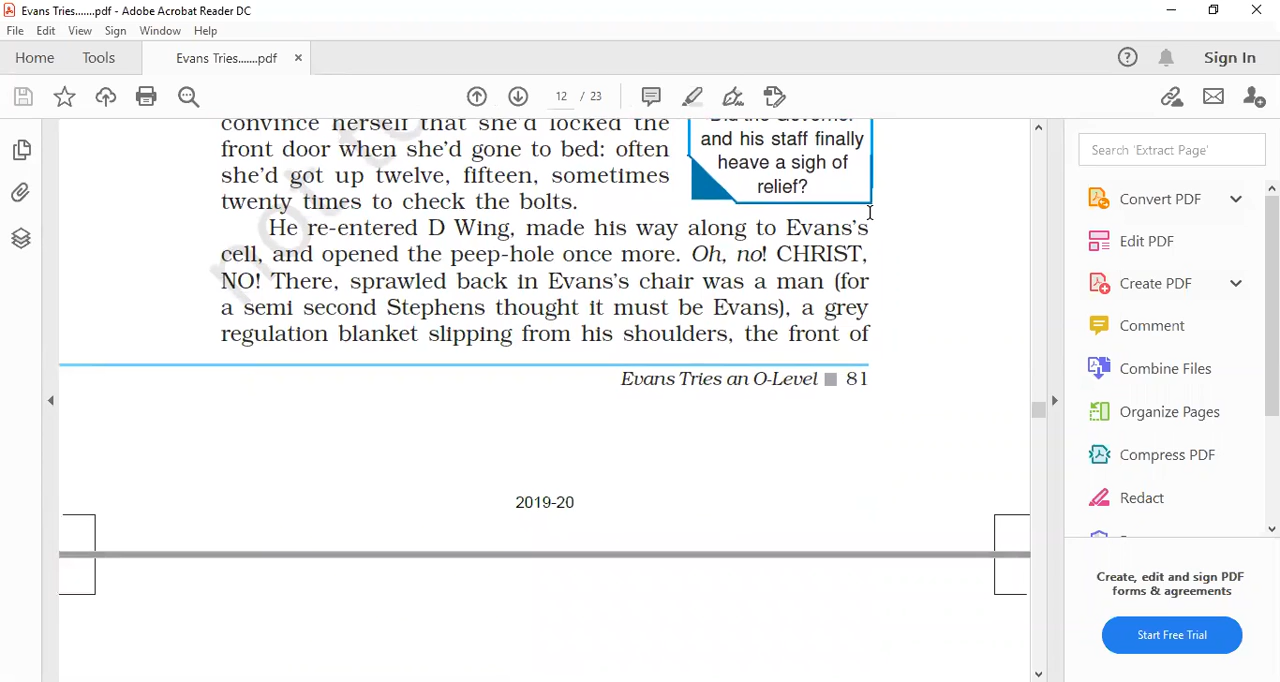 Evans Tries.......pdf - Adobe Acrobat Reader DC
File Edit View Sign Window Help
Home Tools Evans Tries.....pdf × Sign In
12 / 23
convince herself that she'd locked the
front door when she'd gone to bed: often
she'd got up twelve, fifteen, sometimes
twenty times to check the bolts.
Did the Governor
and his staff finally
heave a sigh of
relief?
He re-entered D Wing, made his way along to Evans's
cell, and opened the peep-hole once more. Oh, no! CHRIST,
NO! There, sprawled back in Evans's chair was a man (for
a semi second Stephens thought it must be Evans), a grey
regulation blanket slipping from his shoulders, the front of
Evans Tries an O-Level ■ 81
2019-20
not to
Search 'Extract Page'
Convert PDF
Edit PDF
Create PDF
Comment
Combine Files
Organize Pages
Compress PDF
Redact
Create, edit and sign PDF
forms & agreements
Start Free Trial